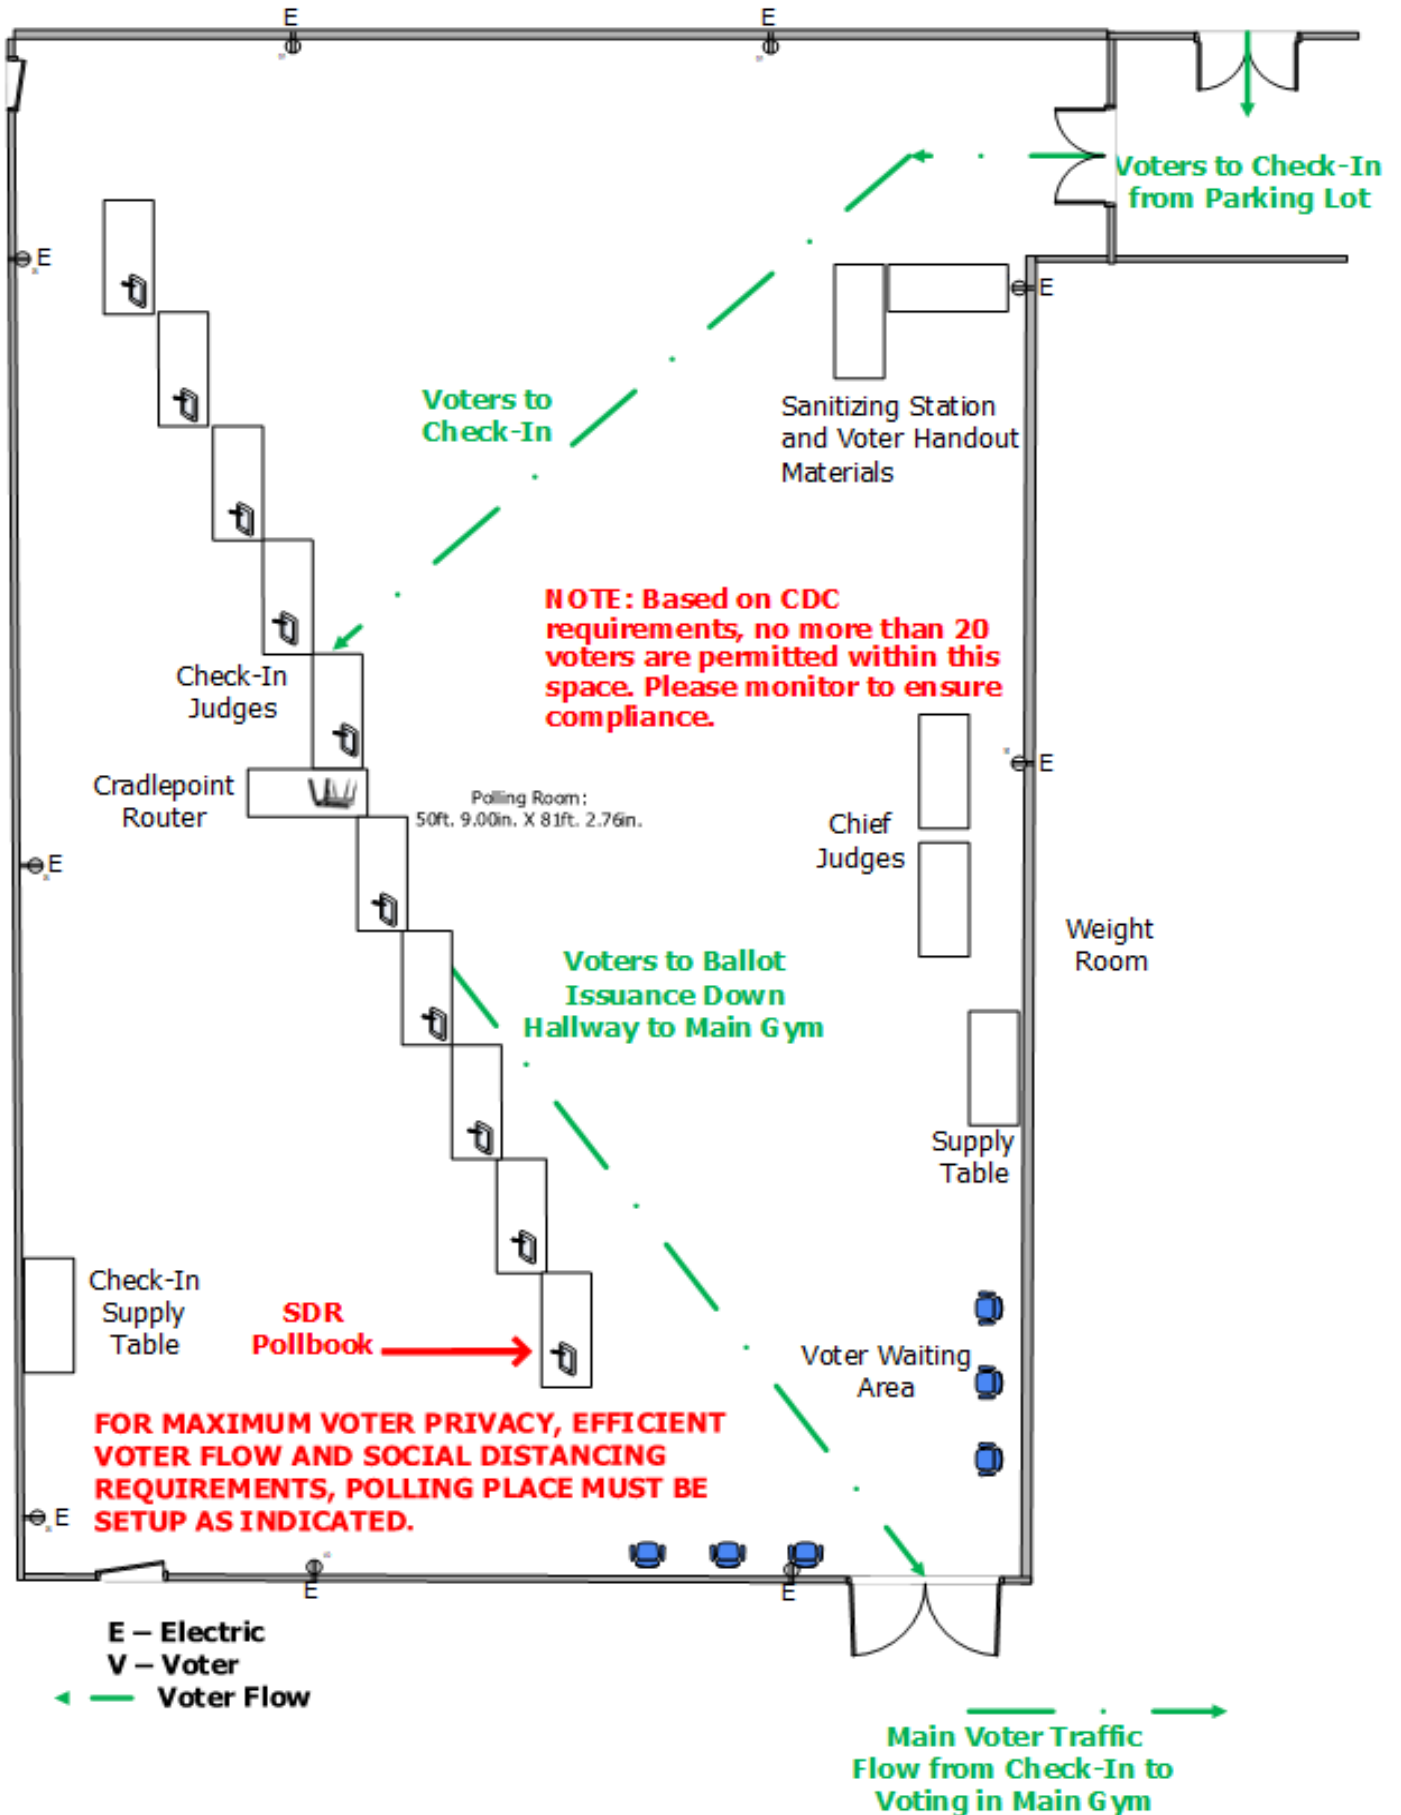 E
E
Voters to Check-In
from Parking Lot
E
E
Voters to
Check-In
Sanitizing Station
and Voter Handout
Materials
NOTE: Based on CDC
requirements, no more than 20
voters are permitted within this
space. Please monitor to ensure
compliance.
Check-In
Judges
E
Cradlepoint
Router
Polling Room:
50ft. 9.00in. X 81ft. 2.76in.
Chief
Judges
E
Weight
Room
Voters to Ballot
Issuance Down
Hallway to Main Gym
Supply
Table
Check-In
Supply
Table
SDR
Pollbook
Voter Waiting
Area
FOR MAXIMUM VOTER PRIVACY, EFFICIENT
VOTER FLOW AND SOCIAL DISTANCING
REQUIREMENTS, POLLING PLACE MUST BE
SETUP AS INDICATED.
E
E
E
E – Electric
V – Voter
Voter Flow
Main Voter Traffic
Flow from Check-In to
Voting in Main Gym